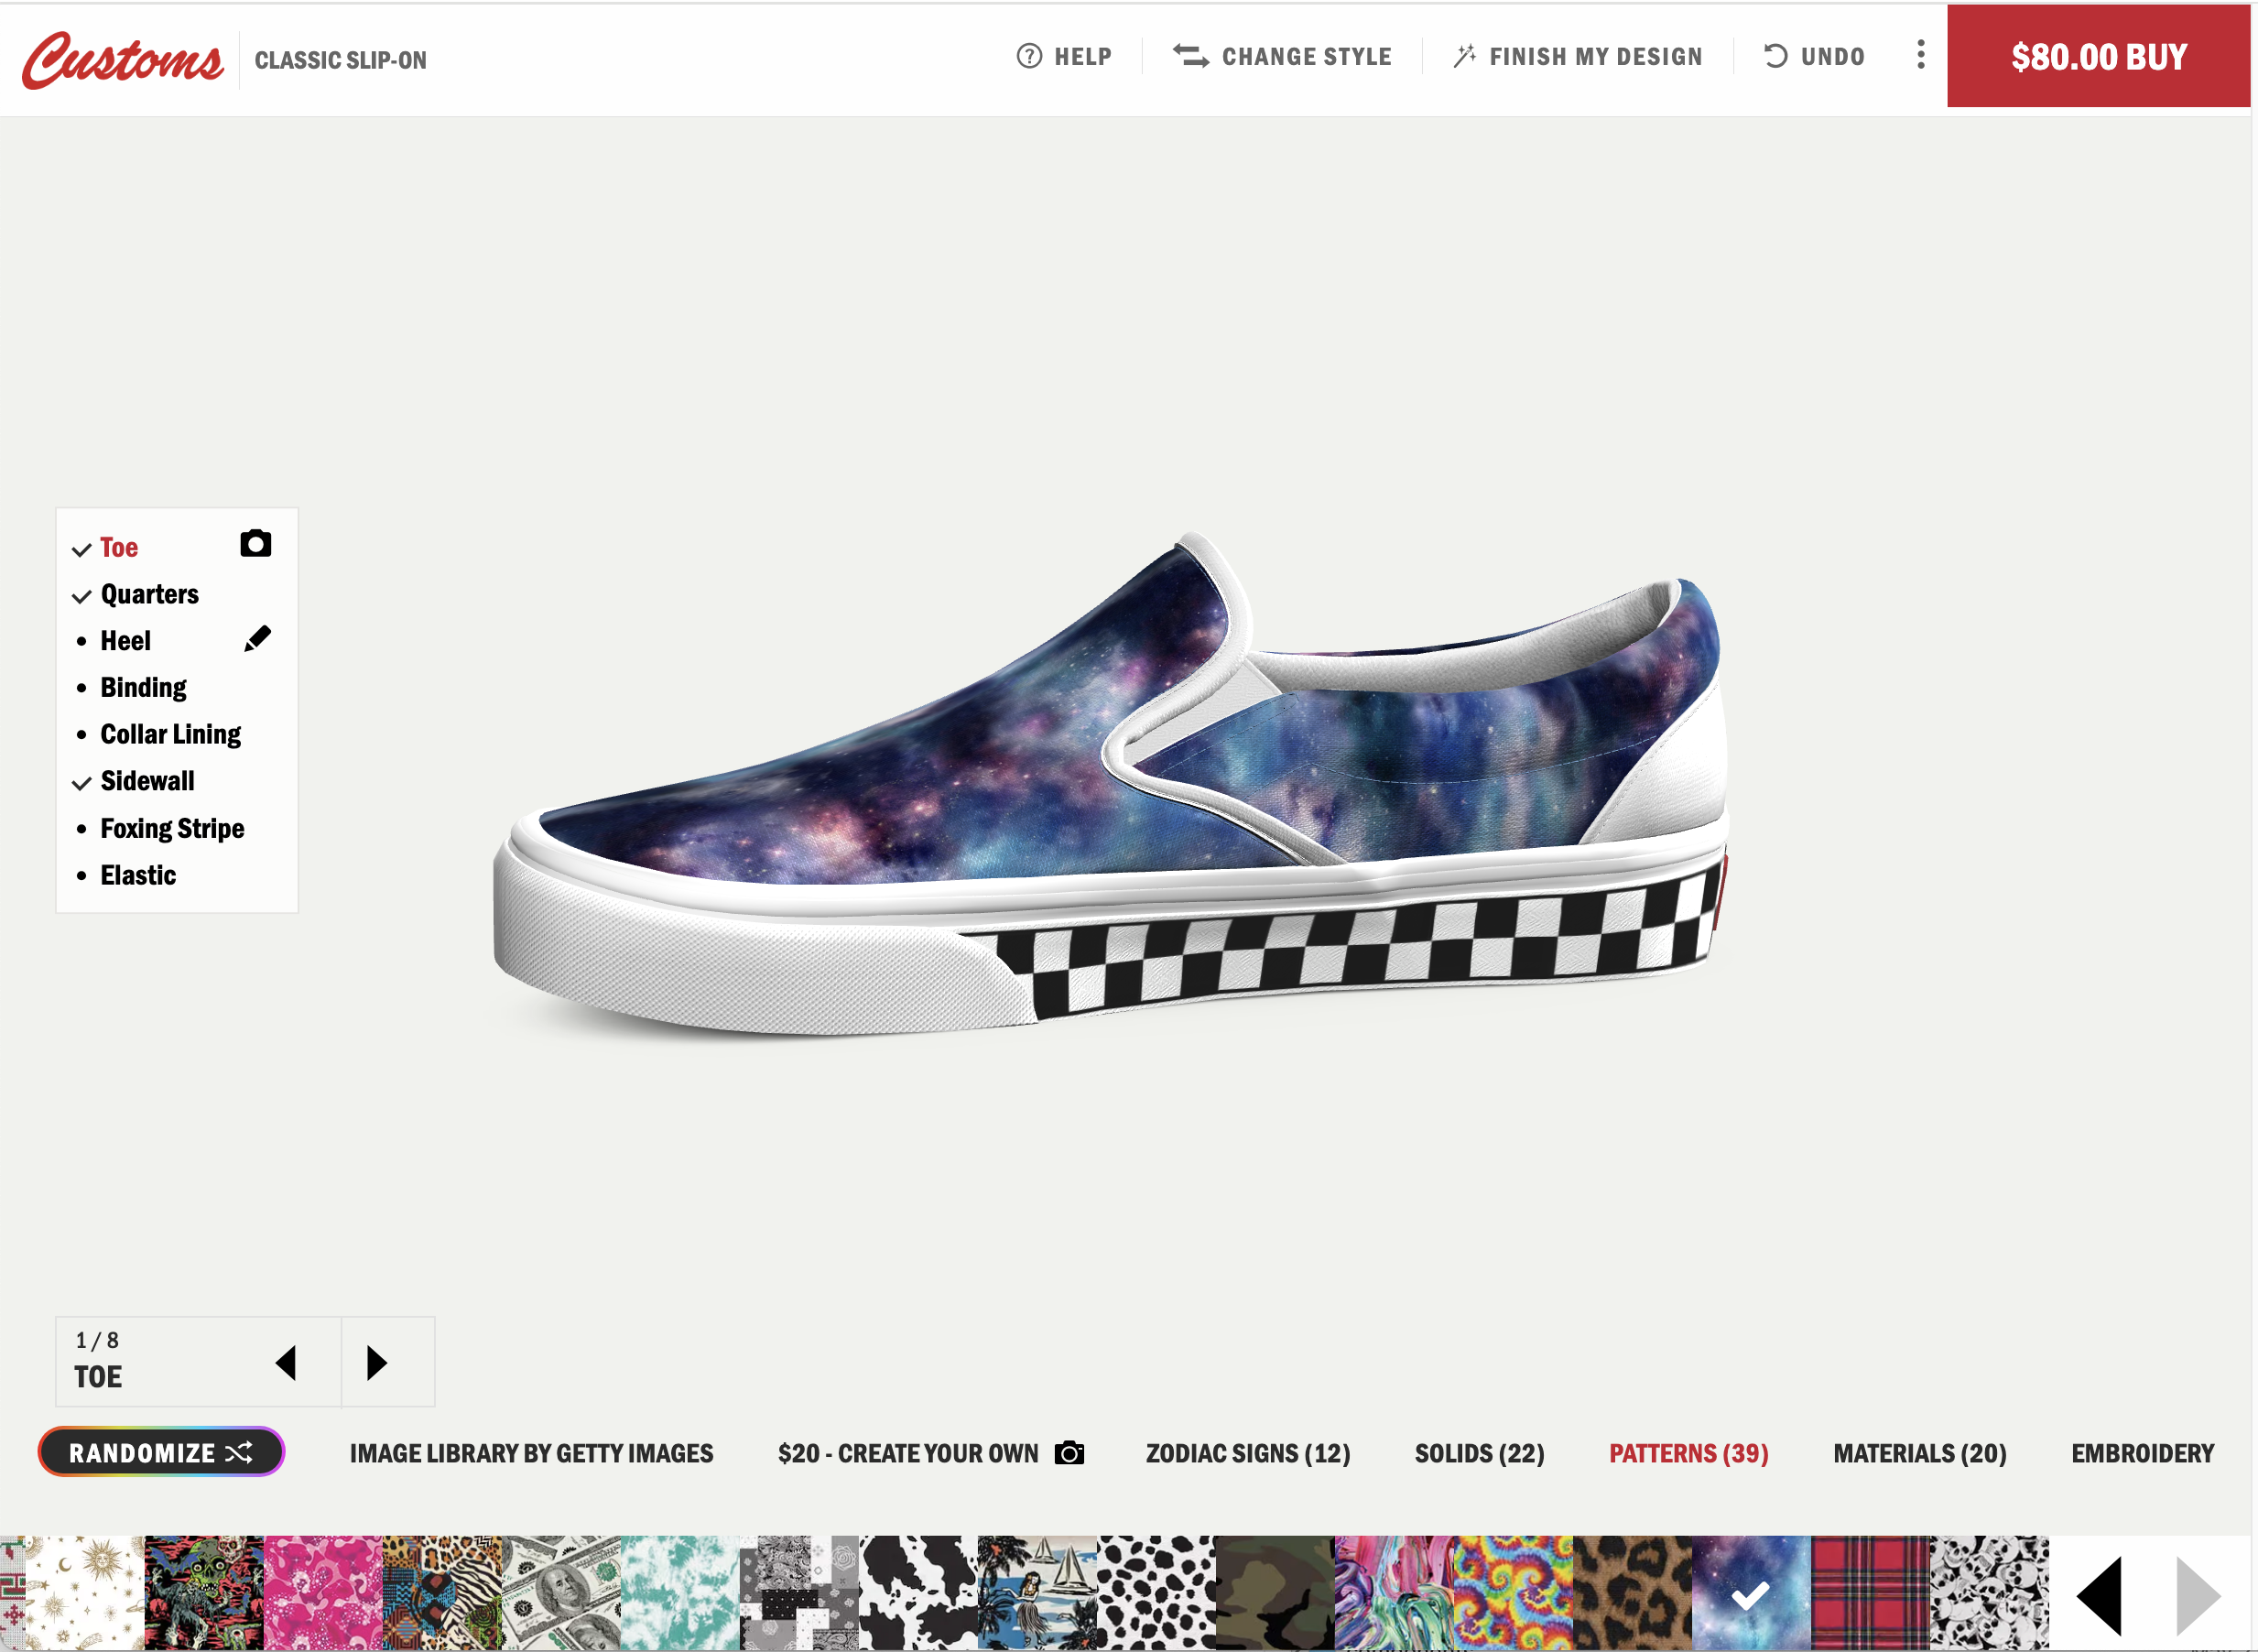 Customs
CLASSIC SLIP-ON
HELP
CHANGE STYLE
FINISH MY DESIGN
UNDO
$80.00 BUY
Toe
Quarters
Heel
Binding
Collar Lining
Sidewall
Foxing Stripe
Elastic
1 / 8
TOE
RANDOMIZE
IMAGE LIBRARY BY GETTY IMAGES
$20 - CREATE YOUR OWN
ZODIAC SIGNS (12)
SOLIDS (22)
PATTERNS (39)
MATERIALS (20)
EMBROIDERY